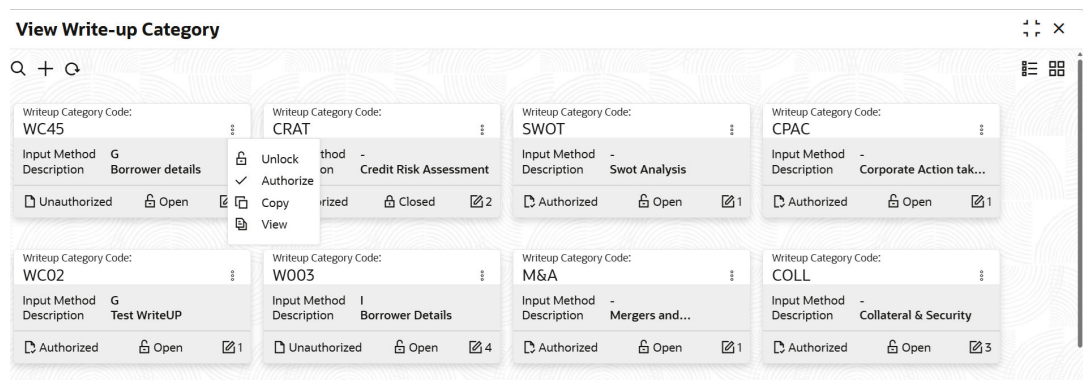 View Write-up Category
Writeup Category Code:
WC45
Input Method G
Description Borrower details
Unauthorized Open
Unlock
Authorize
Copy
View
Writeup Category Code:
CRAT
thod -
on Credit Risk Assessment
rized Closed 2
Writeup Category Code:
SWOT
Input Method -
Description Swot Analysis
Authorized Open 1
Writeup Category Code:
CPAC
Input Method -
Description Corporate Action tak...
Authorized Open 1
Writeup Category Code:
WC02
Input Method G
Description Test WriteUP
Authorized Open 1
Writeup Category Code:
W003
Input Method I
Description Borrower Details
Unauthorized Open 4
Writeup Category Code:
M&A
Input Method -
Description Mergers and...
Authorized Open 1
Writeup Category Code:
COLL
Input Method -
Description Collateral & Security
Authorized Open 3